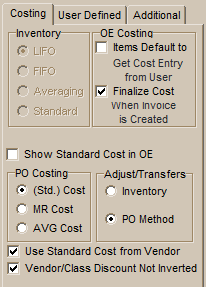 Costing
User Defined
Additional
Inventory
LIFO
FIFO
Averaging
Standard
OE Costing
Items Default to
Get Cost Entry
from User
Finalize Cost
When Invoice
is Created
Show Standard Cost in OE
PO Costing
(Std.) Cost
MR Cost
AVG Cost
Adjust/Transfers
Inventory
PO Method
Use Standard Cost from Vendor
Vendor/Class Discount Not Inverted